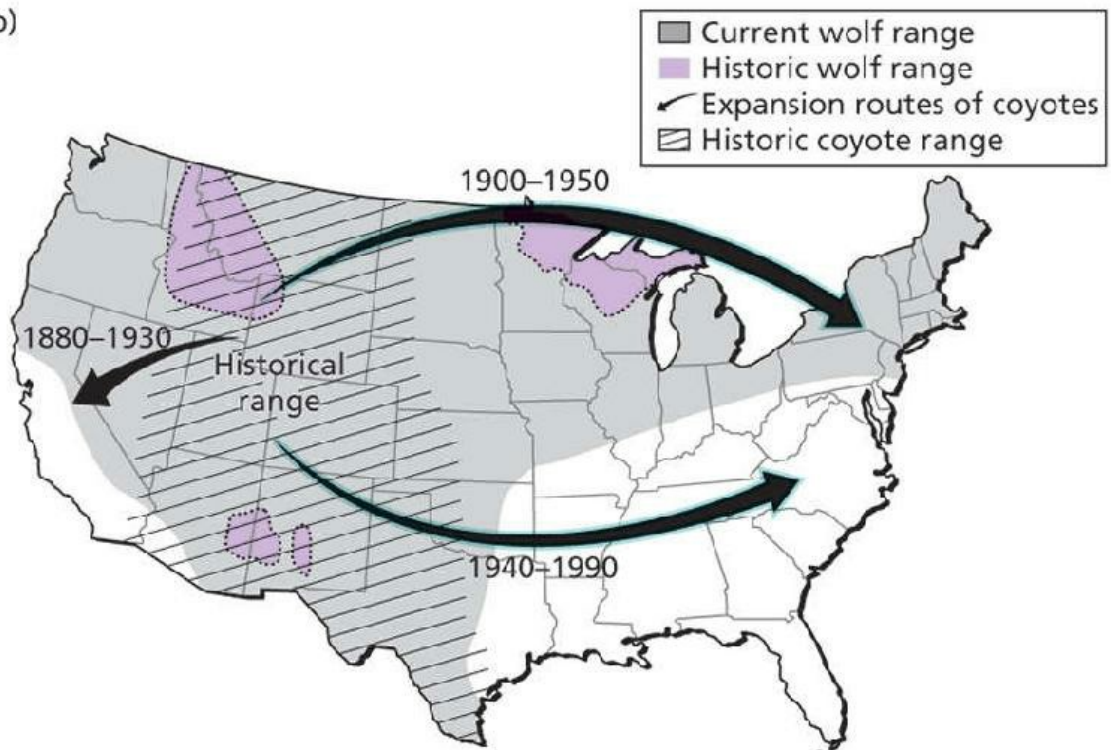 Current wolf range
Historic wolf range
Expansion routes of coyotes
Historic coyote range
1900–1950
1880–1930
Historical
range
1940–1990